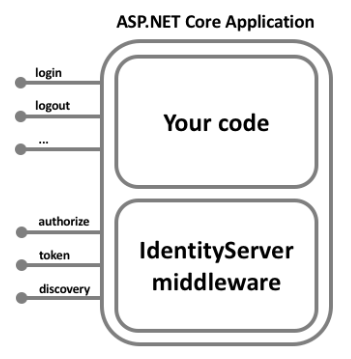 ASP.NET Core Application
login
logout
...
Your code
authorize
token
discovery
IdentityServer
middleware